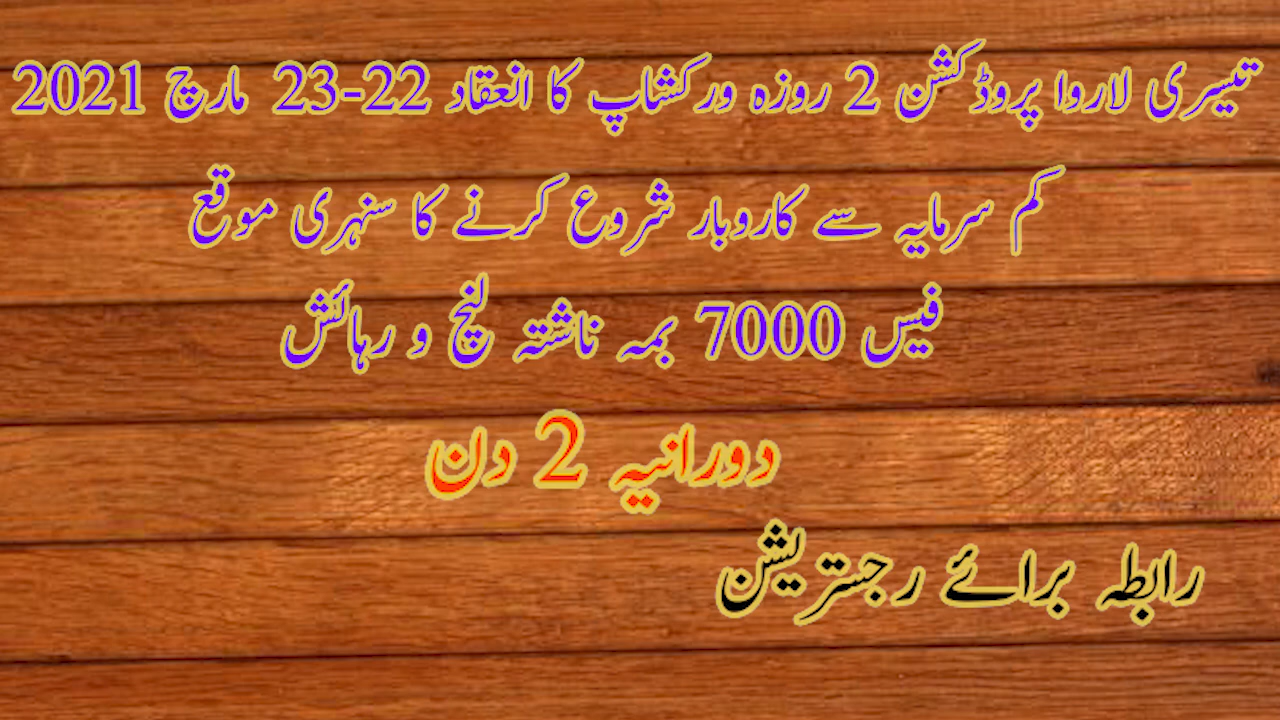 تیسری لاروا پروڈکشن 2 روزہ ورکشاپ کا انعقاد 22-23 مارچ 2021
کم سرمایہ سے کاروبار شروع کرنے کا سنہری موقع
فیس 7000 بمہ ناشتہ لنچ و رہائش
دورانیہ 2 دن
رابطہ برائے رجستریشن